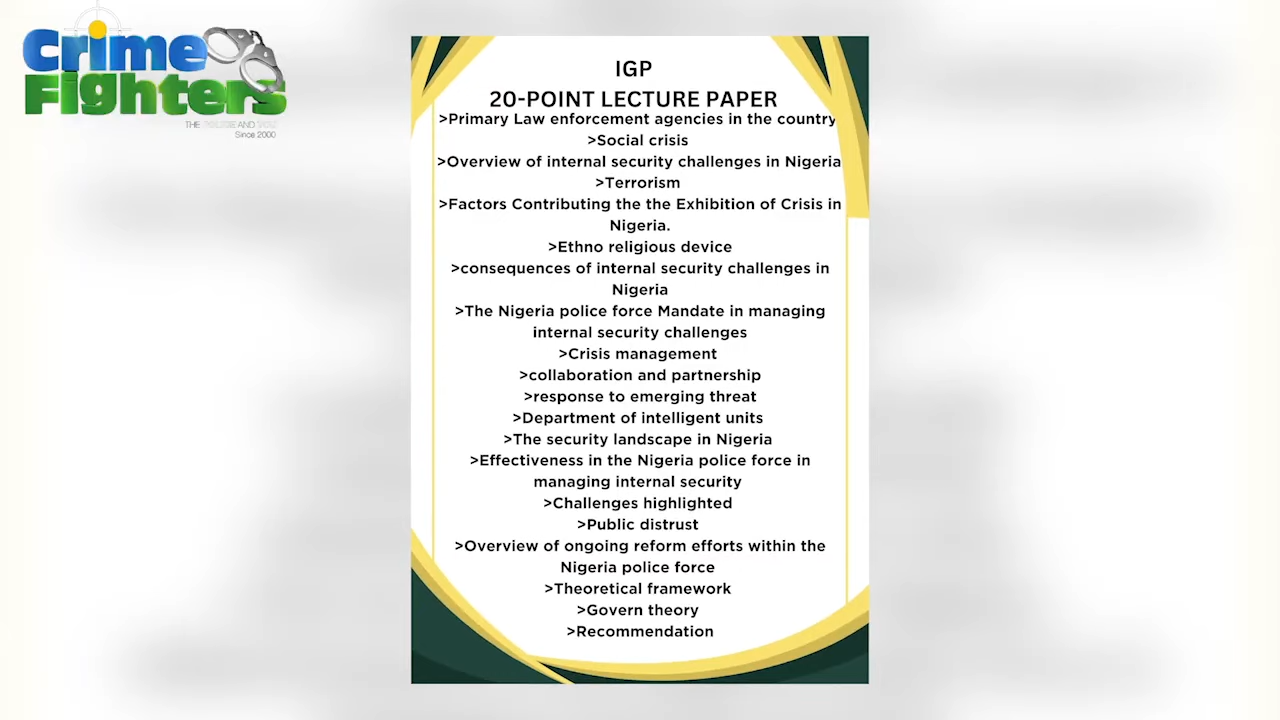 Crime
Fighters
THE POLICE AND YOU
Since 2000
IGP
20-POINT LECTURE PAPER
>Primary Law enforcement agencies in the country
>Social crisis
>Overview of internal security challenges in Nigeria
>Terrorism
>Factors Contributing the the Exhibition of Crisis in
Nigeria.
>Ethno religious device
>consequences of internal security challenges in
Nigeria
>The Nigeria police force Mandate in managing
internal security challenges
>Crisis management
>collaboration and partnership
>response to emerging threat
>Department of intelligent units
>The security landscape in Nigeria
>Effectiveness in the Nigeria police force in
managing internal security
>Challenges highlighted
>Public distrust
>Overview of ongoing reform efforts within the
Nigeria police force
>Theoretical framework
>Govern theory
>Recommendation